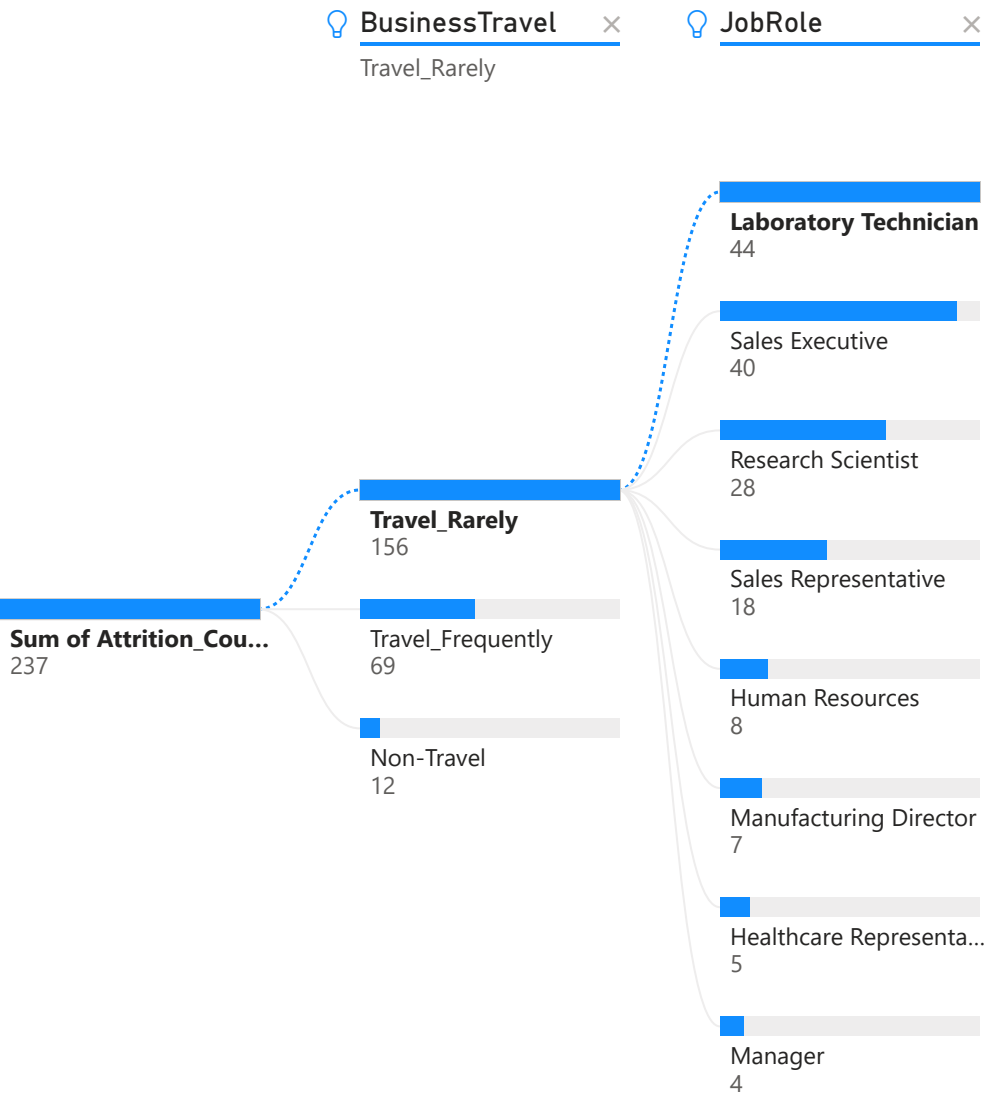 BusinessTravel
Travel_Rarely
JobRole
Sum of Attrition_Cou...
237
Travel_Rarely
156
Travel_Frequently
69
Non-Travel
12
Laboratory Technician
44
Sales Executive
40
Research Scientist
28
Sales Representative
18
Human Resources
8
Manufacturing Director
7
Healthcare Representa...
5
Manager
4